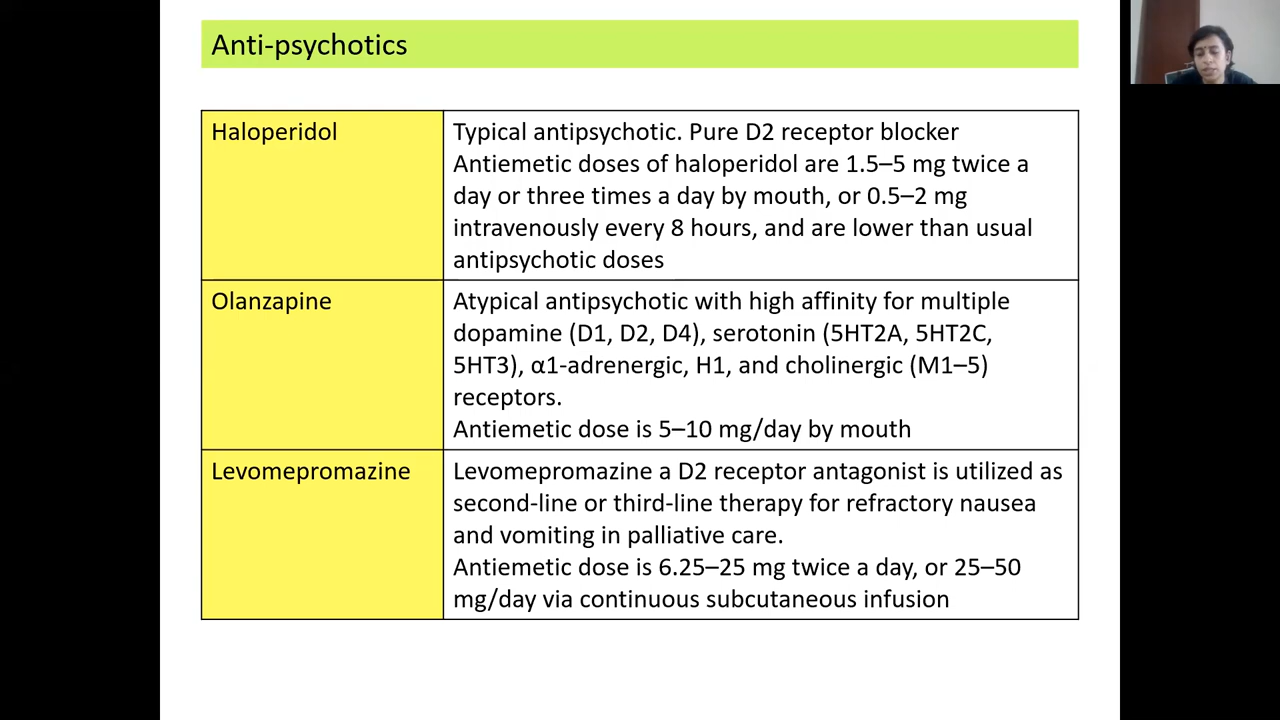 Anti-psychotics
Haloperidol
Typical antipsychotic. Pure D2 receptor blocker
Antiemetic doses of haloperidol are 1.5–5 mg twice a
day or three times a day by mouth, or 0.5–2 mg
intravenously every 8 hours, and are lower than usual
antipsychotic doses
Olanzapine
Atypical antipsychotic with high affinity for multiple
dopamine (D1, D2, D4), serotonin (5HT2A, 5HT2C,
5HT3), α1-adrenergic, H1, and cholinergic (M1–5)
receptors.
Antiemetic dose is 5–10 mg/day by mouth
Levomepromazine
Levomepromazine a D2 receptor antagonist is utilized as
second-line or third-line therapy for refractory nausea
and vomiting in palliative care.
Antiemetic dose is 6.25–25 mg twice a day, or 25–50
mg/day via continuous subcutaneous infusion